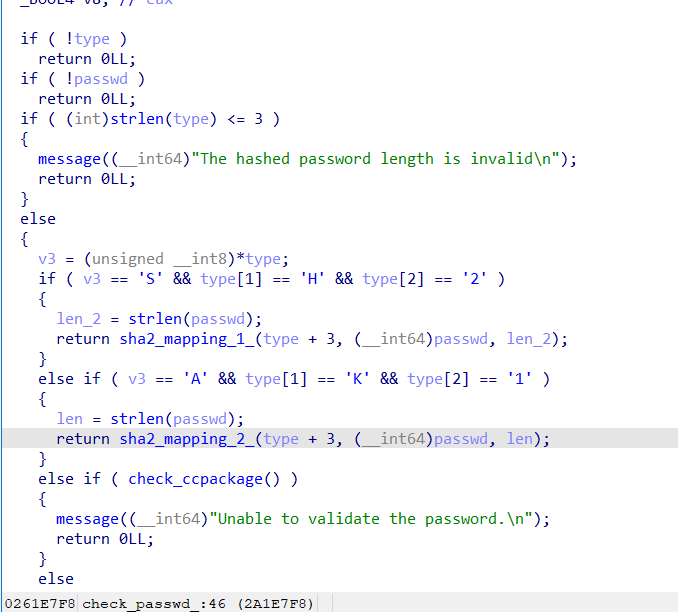 _BOOL4 v8; // eax
if ( !type )
return 0LL;
if ( !passwd )
return 0LL;
if ( (int)strlen(type) <= 3 )
{
message((__int64)"The hashed password length is invalid\n");
return 0LL;
}
else
{
v3 = (unsigned __int8)*type;
if ( v3 == 'S' && type[1] == 'H' && type[2] == '2' )
{
len_2 = strlen(passwd);
return sha2_mapping_1_(type + 3, (__int64)passwd, len_2);
}
else if ( v3 == 'A' && type[1] == 'K' && type[2] == '1' )
{
len = strlen(passwd);
return sha2_mapping_2_(type + 3, (__int64)passwd, len);
}
else if ( check_ccpackage() )
{
message((__int64)"Unable to validate the password.\n");
return 0LL;
}
else
0261E7F8 check_passwd_:46 (2A1E7F8)